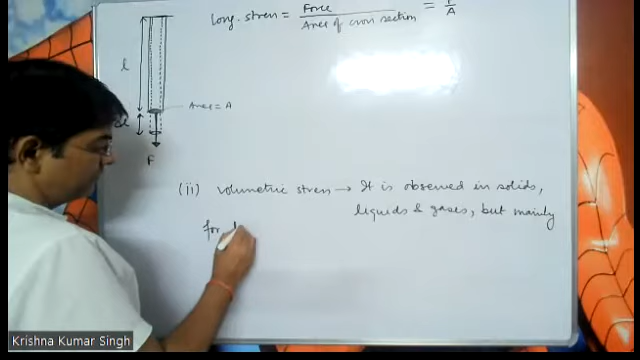 long. stress = Force / Area of cross section = F / A
l
Area = A
F
(ii) volumetric stress → It is observed in solids,
liquids & gases, but mainly
for
Krishna Kumar Singh